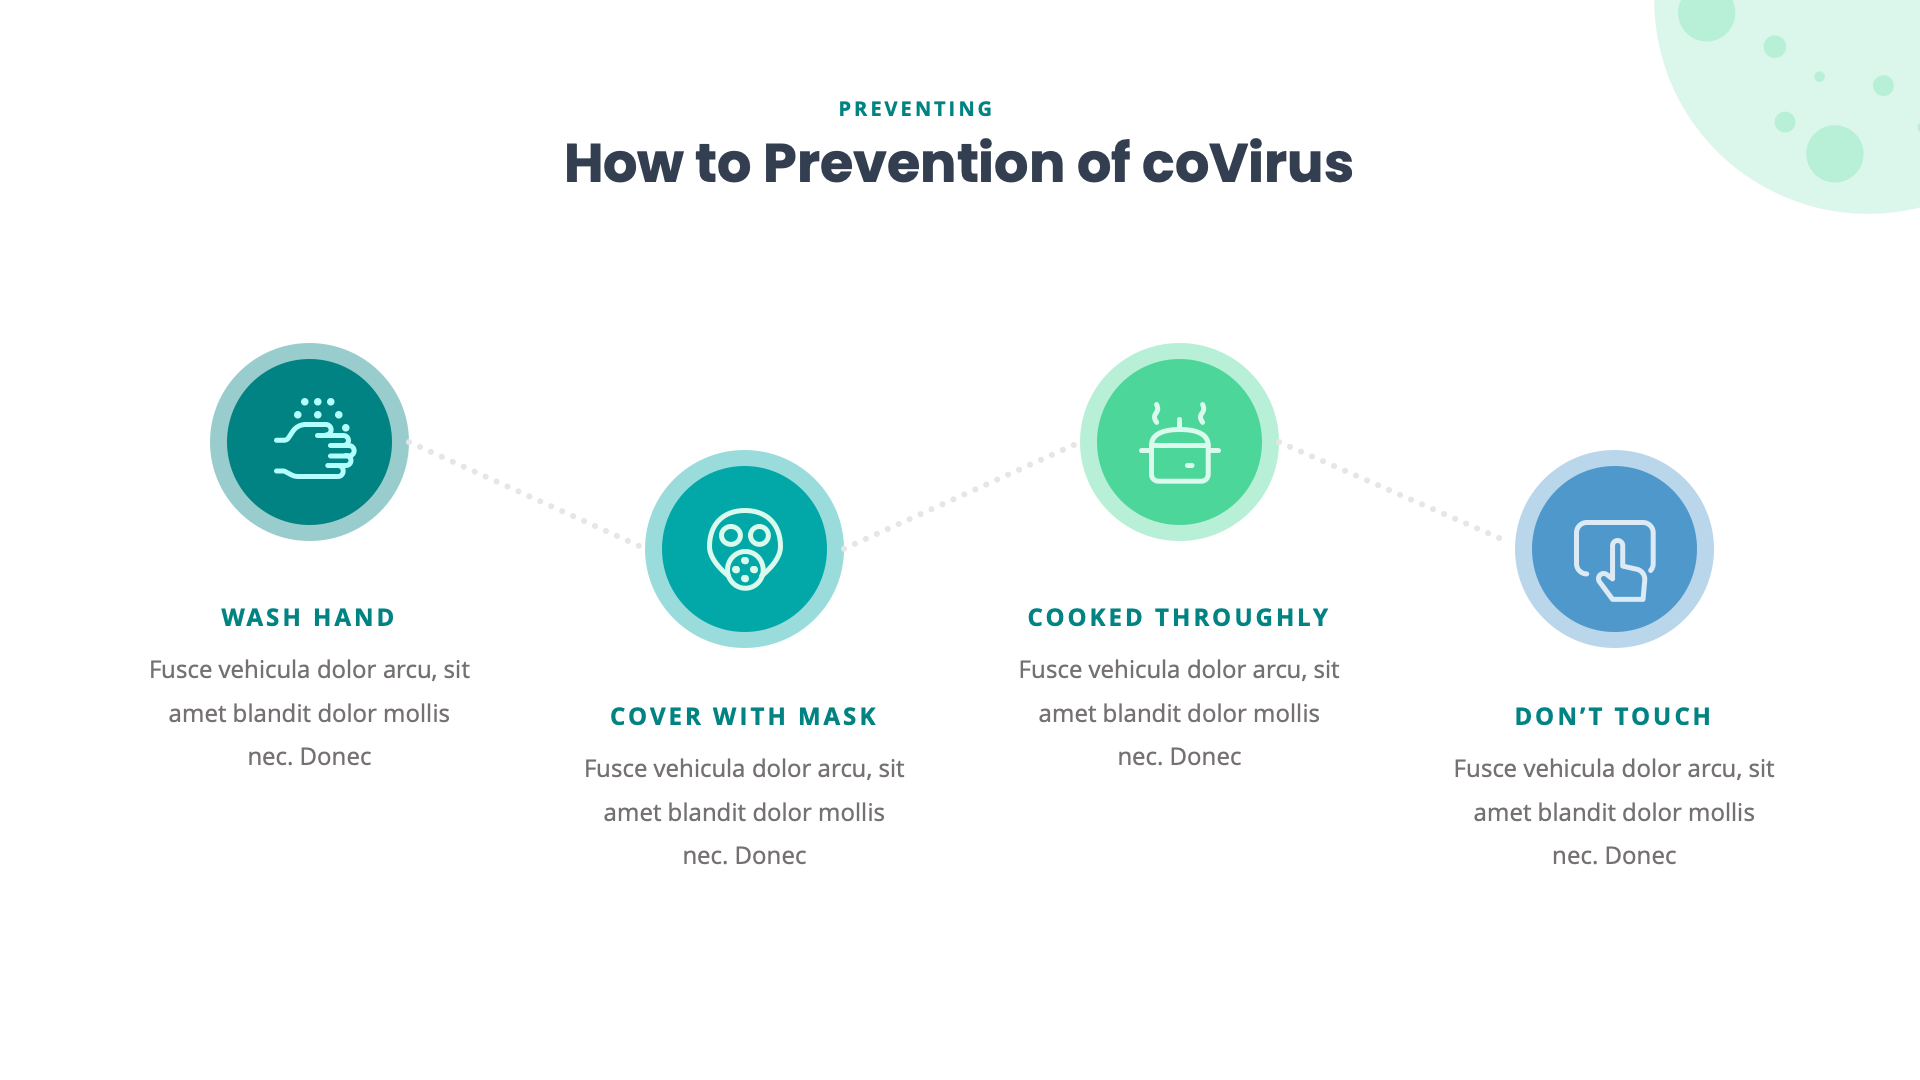 PREVENTING
How to Prevention of coVirus
WASH HAND
Fusce vehicula dolor arcu, sit
amet blandit dolor mollis
nec. Donec
COVER WITH MASK
Fusce vehicula dolor arcu, sit
amet blandit dolor mollis
nec. Donec
COOKED THROUGHLY
Fusce vehicula dolor arcu, sit
amet blandit dolor mollis
nec. Donec
DON’T TOUCH
Fusce vehicula dolor arcu, sit
amet blandit dolor mollis
nec. Donec